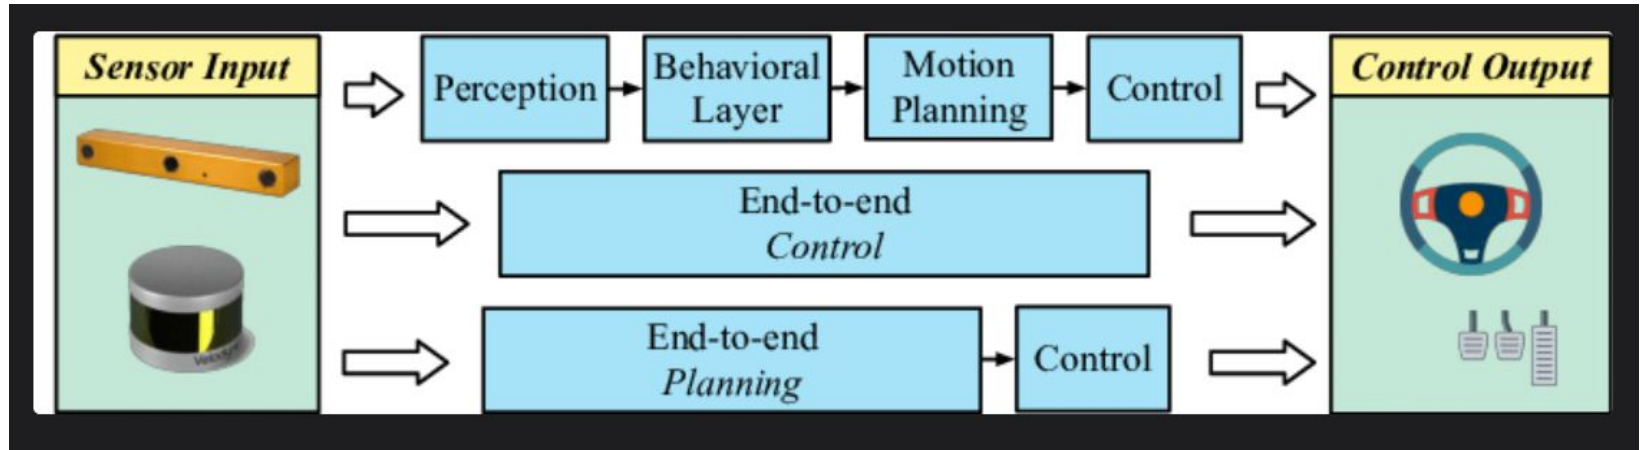 Sensor Input
Perception
Behavioral
Layer
Motion
Planning
Control
Control Output
End-to-end
Control
End-to-end
Planning
Control